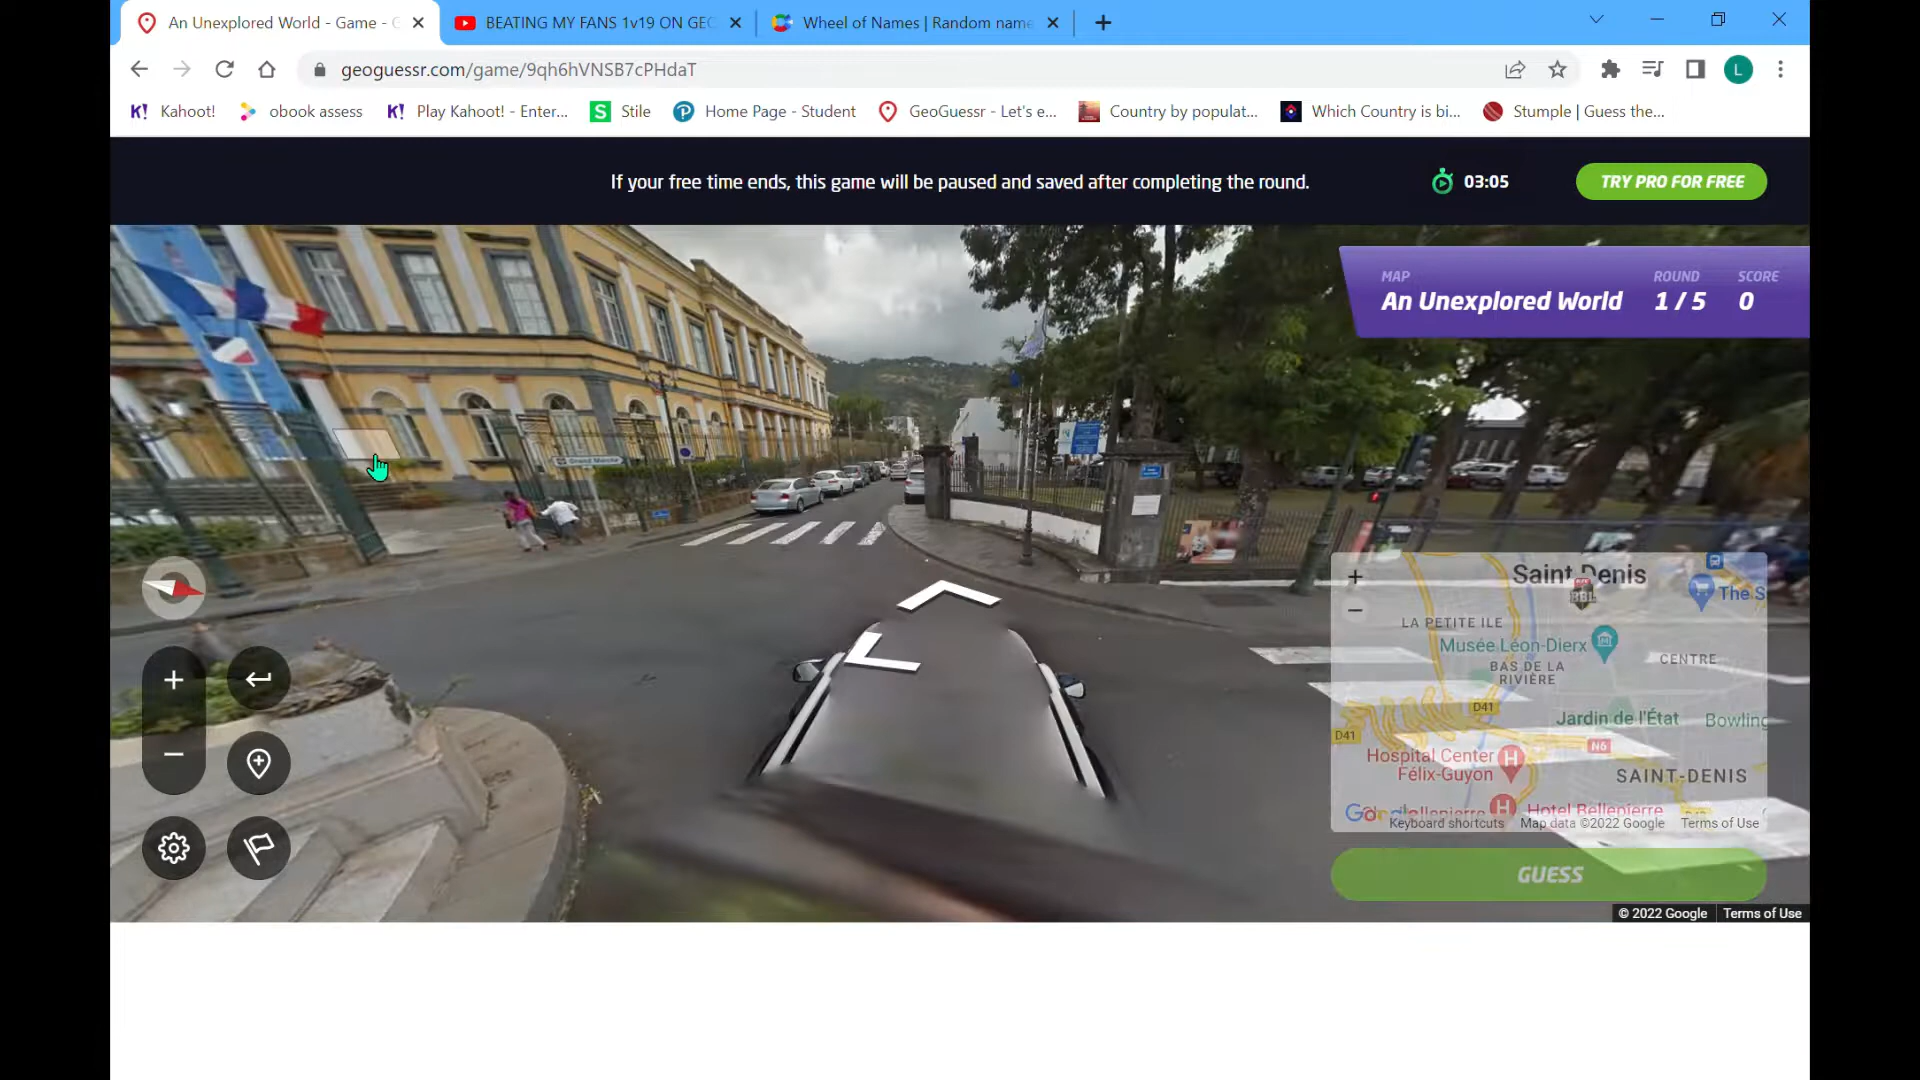 An Unexplored World - Game - G
BEATING MY FANS 1v19 ON GEO
Wheel of Names | Random name
geoguessr.com/game/9qh6hVNSB7cPHdaT
L
K! Kahoot!
obook assess
K! Play Kahoot! - Enter...
S Stile
Home Page - Student
GeoGuessr - Let's e...
Country by populat...
Which Country is bi...
Stumple | Guess the...
If your free time ends, this game will be paused and saved after completing the round.
03:05
TRY PRO FOR FREE
MAP
An Unexplored World
ROUND
1 / 5
SCORE
0
Grand Marché
Saint-Denis
BBL
The S
LA PETITE ILE
Musée Léon-Dierx
CENTRE
BAS DE LA
RIVIÈRE
D41
Jardin de l'État
Bowling
D41
N6
Hospital Center
Félix-Guyon
SAINT-DENIS
Hotel Bellepierre
Keyboard shortcuts
Map data ©2022 Google
Terms of Use
GUESS
© 2022 Google
Terms of Use